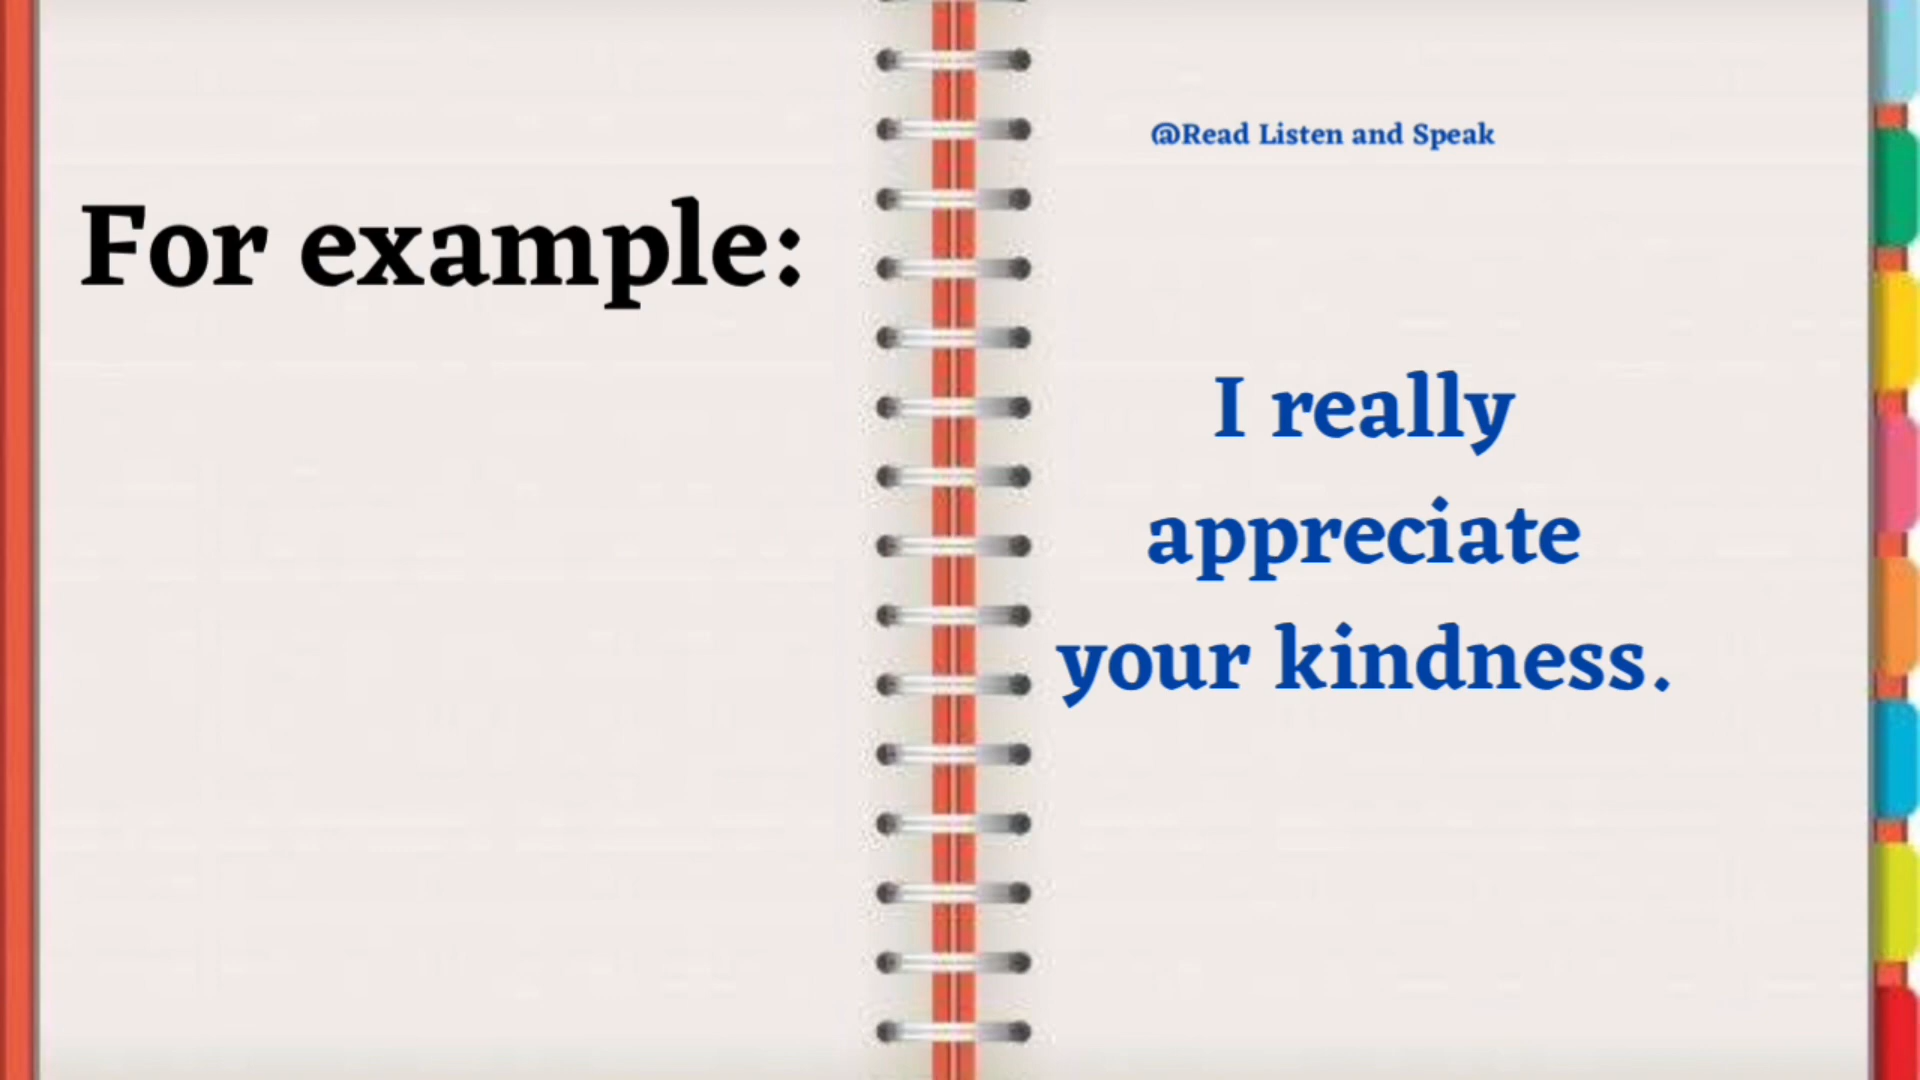 For example:
@Read Listen and Speak
I really
appreciate
your kindness.